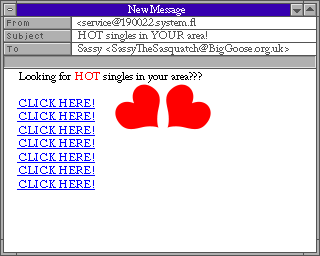 New Message
From <service@190022.system.fl
Subject HOT singles in YOUR area!
To Sassy <SassyTheSasquatch@BigGoose.org.uk>
Looking for HOT singles in your area???
CLICK HERE!
CLICK HERE!
CLICK HERE!
CLICK HERE!
CLICK HERE!
CLICK HERE!
CLICK HERE!